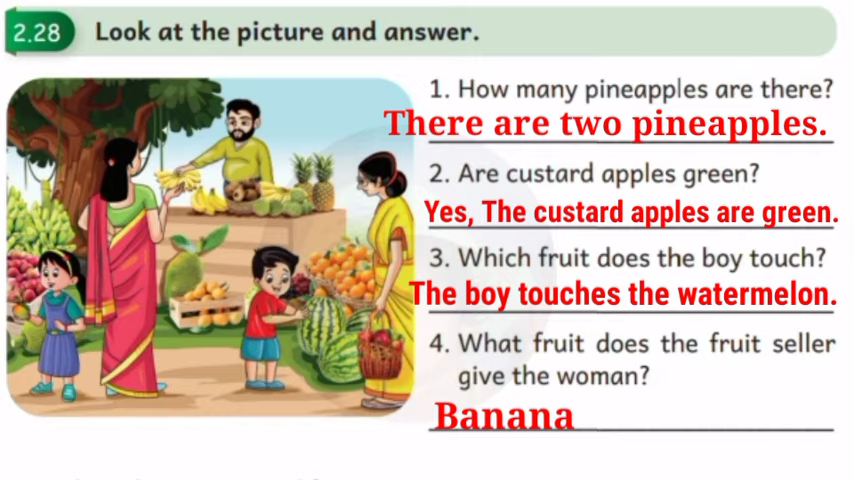 2.28 Look at the picture and answer.
1. How many pineapples are there?
There are two pineapples.
2. Are custard apples green?
Yes, The custard apples are green.
3. Which fruit does the boy touch?
The boy touches the watermelon.
4. What fruit does the fruit seller
give the woman?
Banana